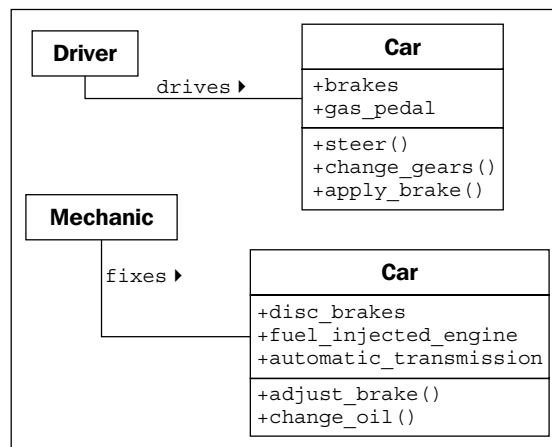 Driver
Car
drives
+brakes
+gas_pedal
+steer()
+change_gears()
+apply_brake()
Mechanic
fixes
Car
+disc_brakes
+fuel_injected_engine
+automatic_transmission
+adjust_brake()
+change_oil()